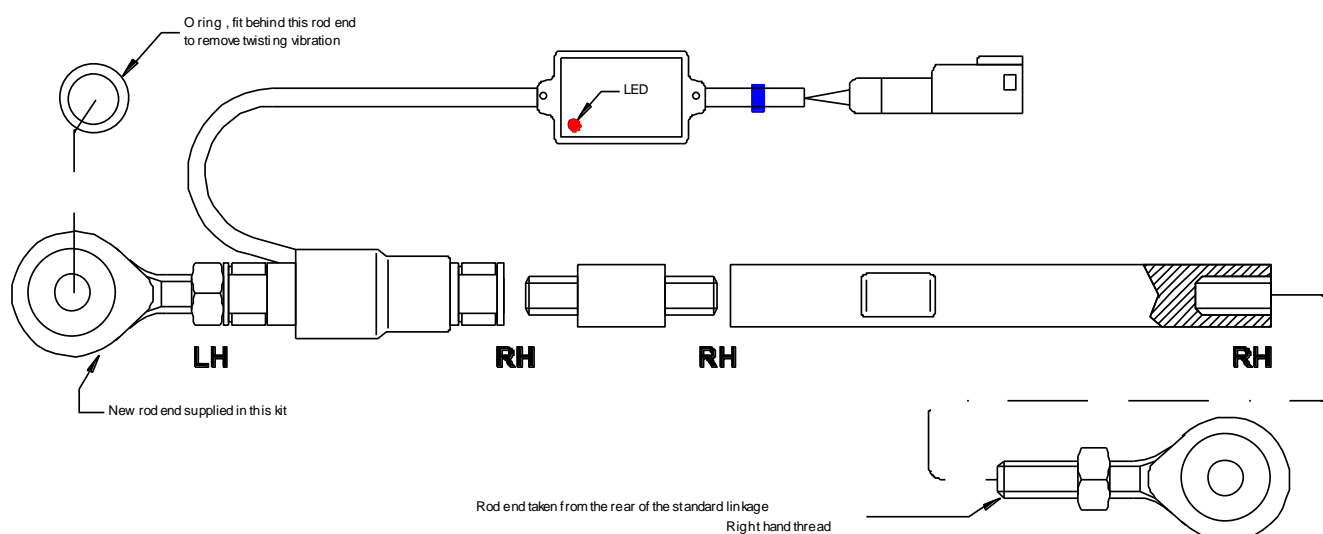 O ring , fit behind this rod end
to remove twisting vibration
LED
LH
RH
RH
RH
New rod end supplied in this kit
Rod end taken from the rear of the standard linkage
Right hand thread